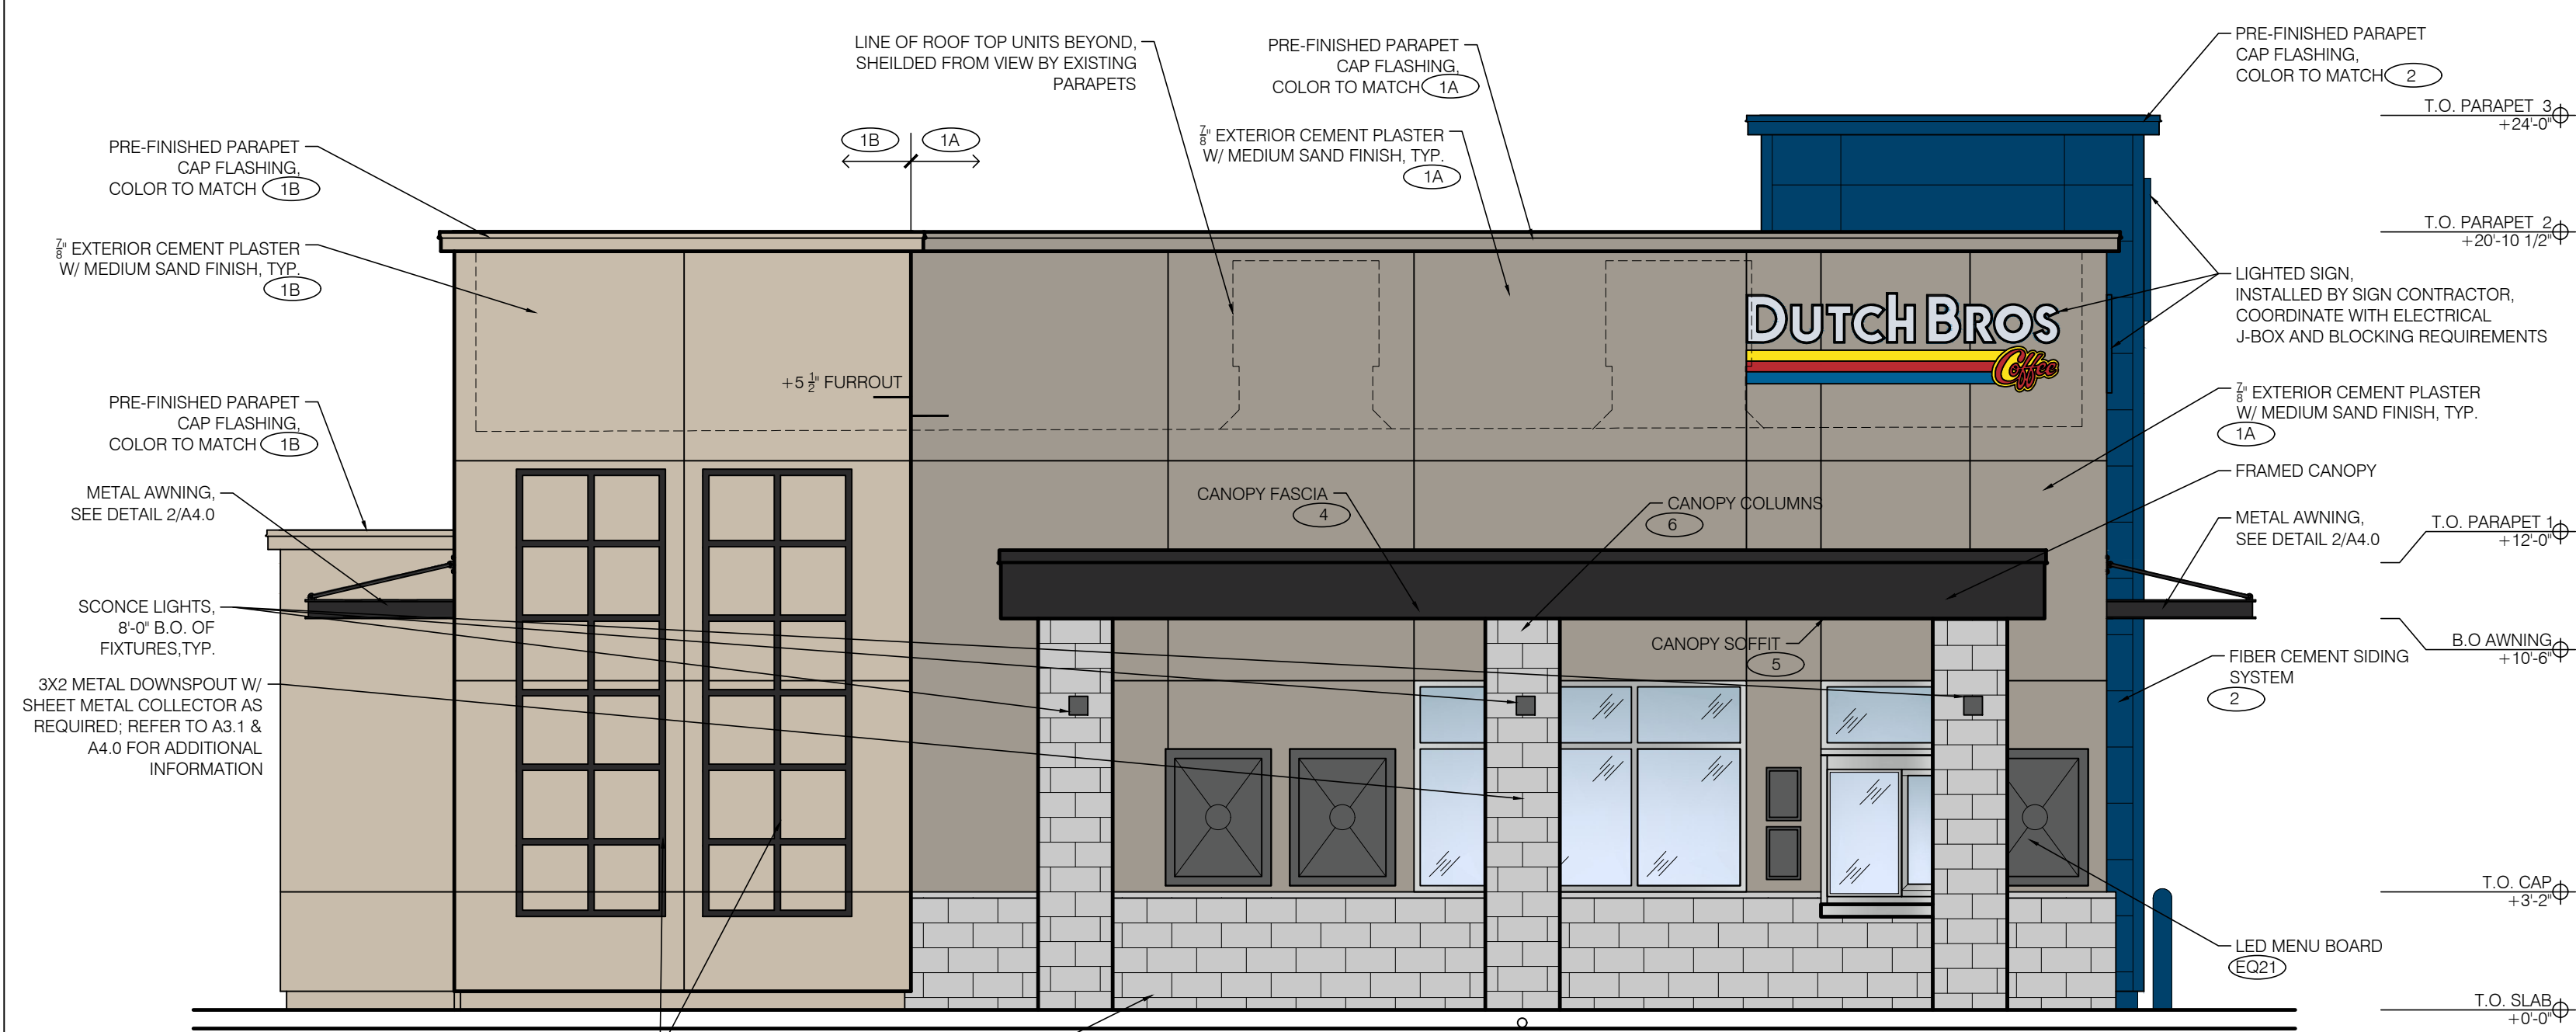 LINE OF ROOF TOP UNITS BEYOND,
SHEILDED FROM VIEW BY EXISTING
PARAPETS
PRE-FINISHED PARAPET
CAP FLASHING,
COLOR TO MATCH 1A
PRE-FINISHED PARAPET
CAP FLASHING,
COLOR TO MATCH 2
T.O. PARAPET 3
+24'-0"
1B 1A
7/8" EXTERIOR CEMENT PLASTER
W/ MEDIUM SAND FINISH, TYP.
1A
PRE-FINISHED PARAPET
CAP FLASHING,
COLOR TO MATCH 1B
T.O. PARAPET 2
+20'-10 1/2"
7/8" EXTERIOR CEMENT PLASTER
W/ MEDIUM SAND FINISH, TYP.
1B
LIGHTED SIGN,
INSTALLED BY SIGN CONTRACTOR,
COORDINATE WITH ELECTRICAL
J-BOX AND BLOCKING REQUIREMENTS
DUTCH BROS
Coffee
+5 1/2" FURROUT
7/8" EXTERIOR CEMENT PLASTER
W/ MEDIUM SAND FINISH, TYP.
1A
PRE-FINISHED PARAPET
CAP FLASHING,
COLOR TO MATCH 1B
FRAMED CANOPY
METAL AWNING,
SEE DETAIL 2/A4.0
CANOPY FASCIA
4
CANOPY COLUMNS
6
METAL AWNING,
SEE DETAIL 2/A4.0
T.O. PARAPET 1
+12'-0"
SCONCE LIGHTS,
8'-0" B.O. OF
FIXTURES,TYP.
CANOPY SOFFIT
5
B.O AWNING
+10'-6"
FIBER CEMENT SIDING
SYSTEM
2
3X2 METAL DOWNSPOUT W/
SHEET METAL COLLECTOR AS
REQUIRED; REFER TO A3.1 &
A4.0 FOR ADDITIONAL
INFORMATION
T.O. CAP
+3'-2"
LED MENU BOARD
EQ21
T.O. SLAB
+0'-0"